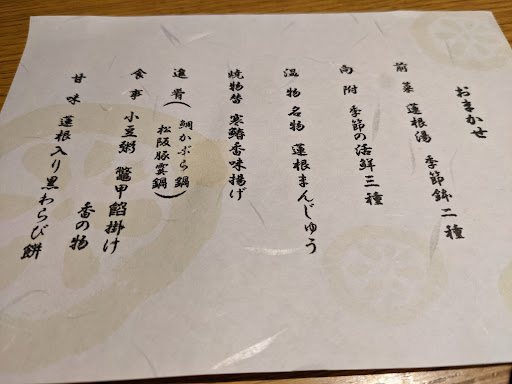 おまかせ
前菜 蓮根湯 季節鉢二種
向附 季節の活鮮三種
温物 名物 蓮根まんじゅう
焼物替 寒鰆香味揚げ
進肴（鯛かぶら鍋
松阪豚雲鍋）
食事 小豆粥 鼈甲餡掛け
香の物
甘味 蓮根入り黒わらび餅